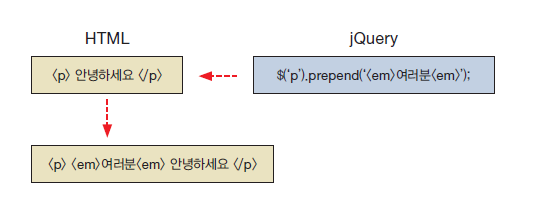 HTML
jQuery
〈p〉 안녕하세요 〈/p〉
$('p').prepend('〈em〉여러분〈em〉');
〈p〉 〈em〉여러분〈em〉 안녕하세요 〈/p〉